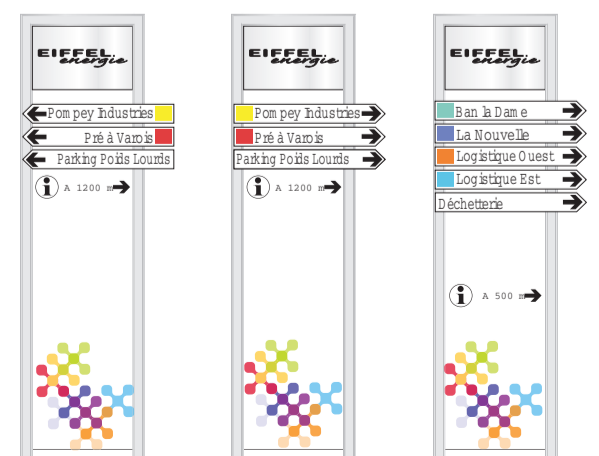 EIFFEL
energie
Pompey Industries
Pré à Varois
Parking Poids Lourds
i A 1200 m
EIFFEL
energie
Pompey Industries
Pré à Varois
Parking Poids Lourds
i A 1200 m
EIFFEL
energie
Ban la Dame
La Nouvelle
Logistique Ouest
Logistique Est
Déchetterie
i A 500 m